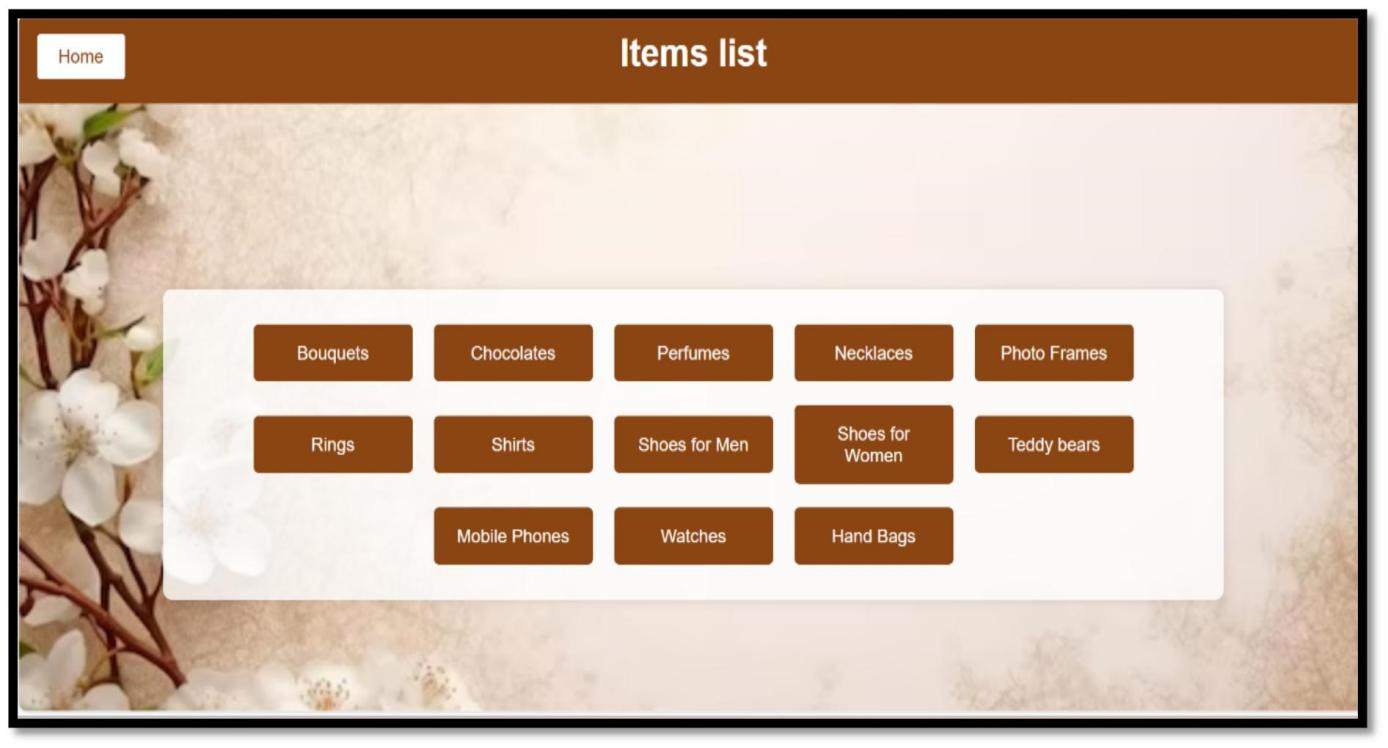 Home
Items list
Bouquets
Chocolates
Perfumes
Necklaces
Photo Frames
Rings
Shirts
Shoes for Men
Shoes for
Women
Teddy bears
Mobile Phones
Watches
Hand Bags